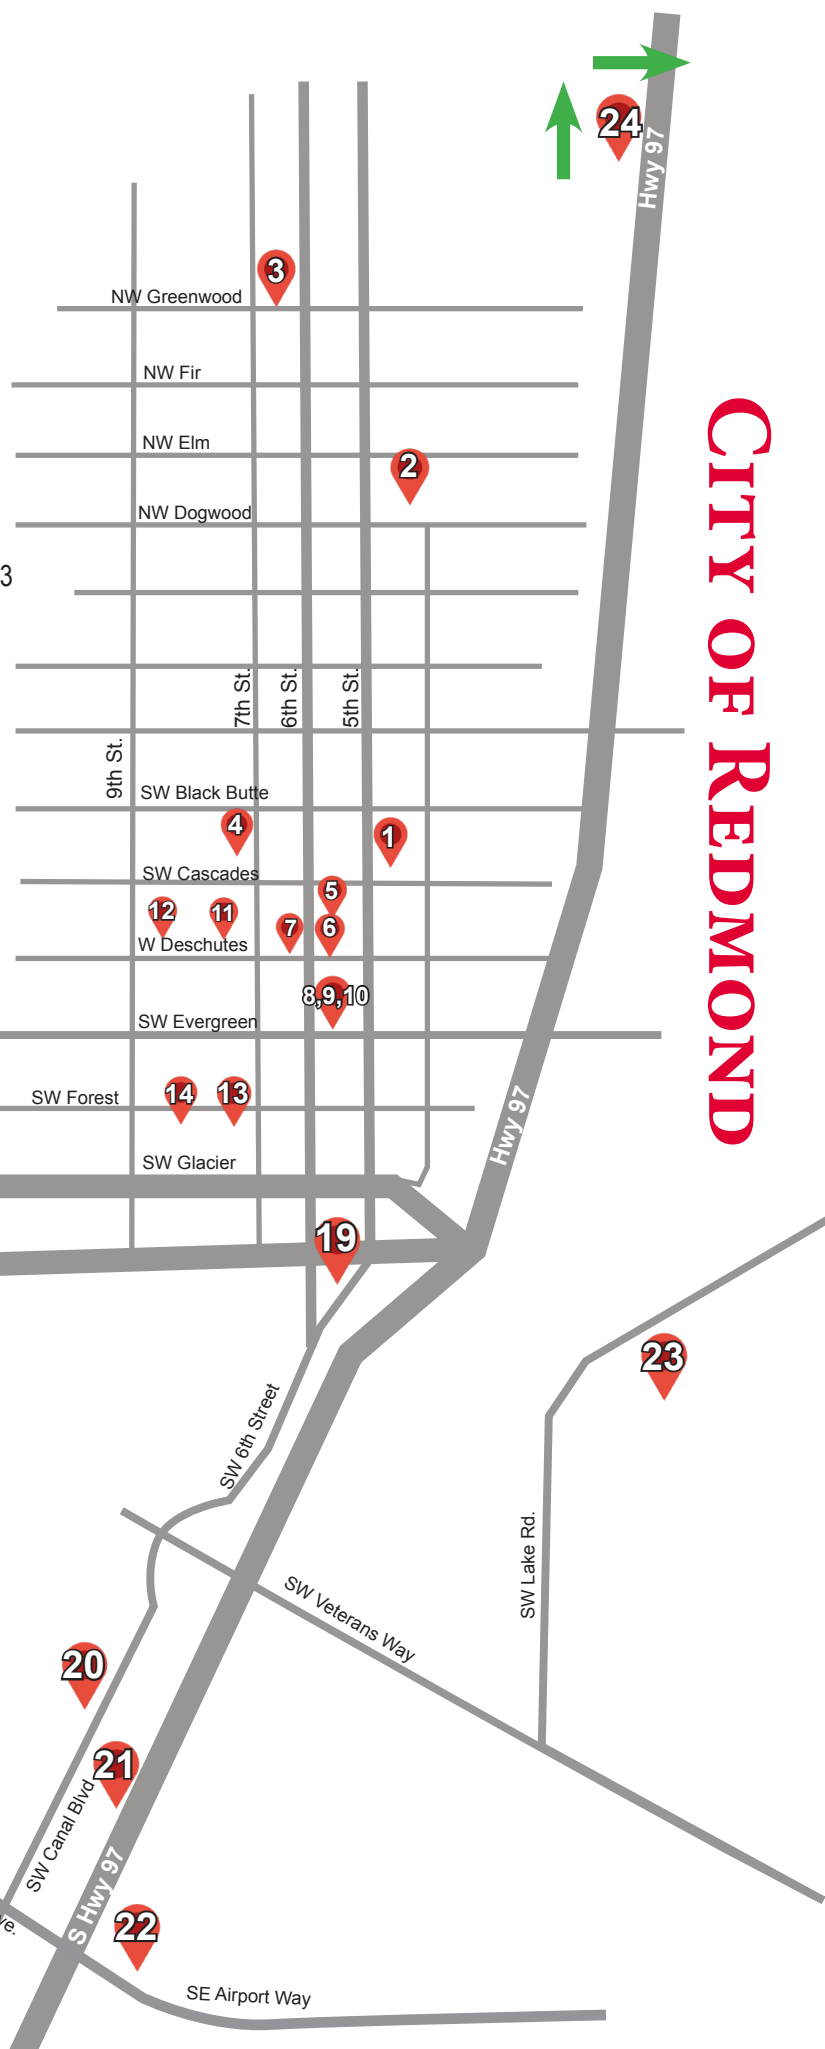 24
Hwy 97
3
NW Greenwood
NW Fir
NW Elm
2
NW Dogwood
3
CITY OF REDMOND
7th St.
6th St.
5th St.
9th St.
SW Black Butte
4
1
SW Cascades
5
12
11
7
6
W Deschutes
8,9,10
SW Evergreen
14
13
SW Forest
Hwy 97
SW Glacier
19
23
SW 6th Street
SW Lake Rd.
SW Veterans Way
20
21
SW Canal Blvd
S Hwy 97
22
ve.
SE Airport Way